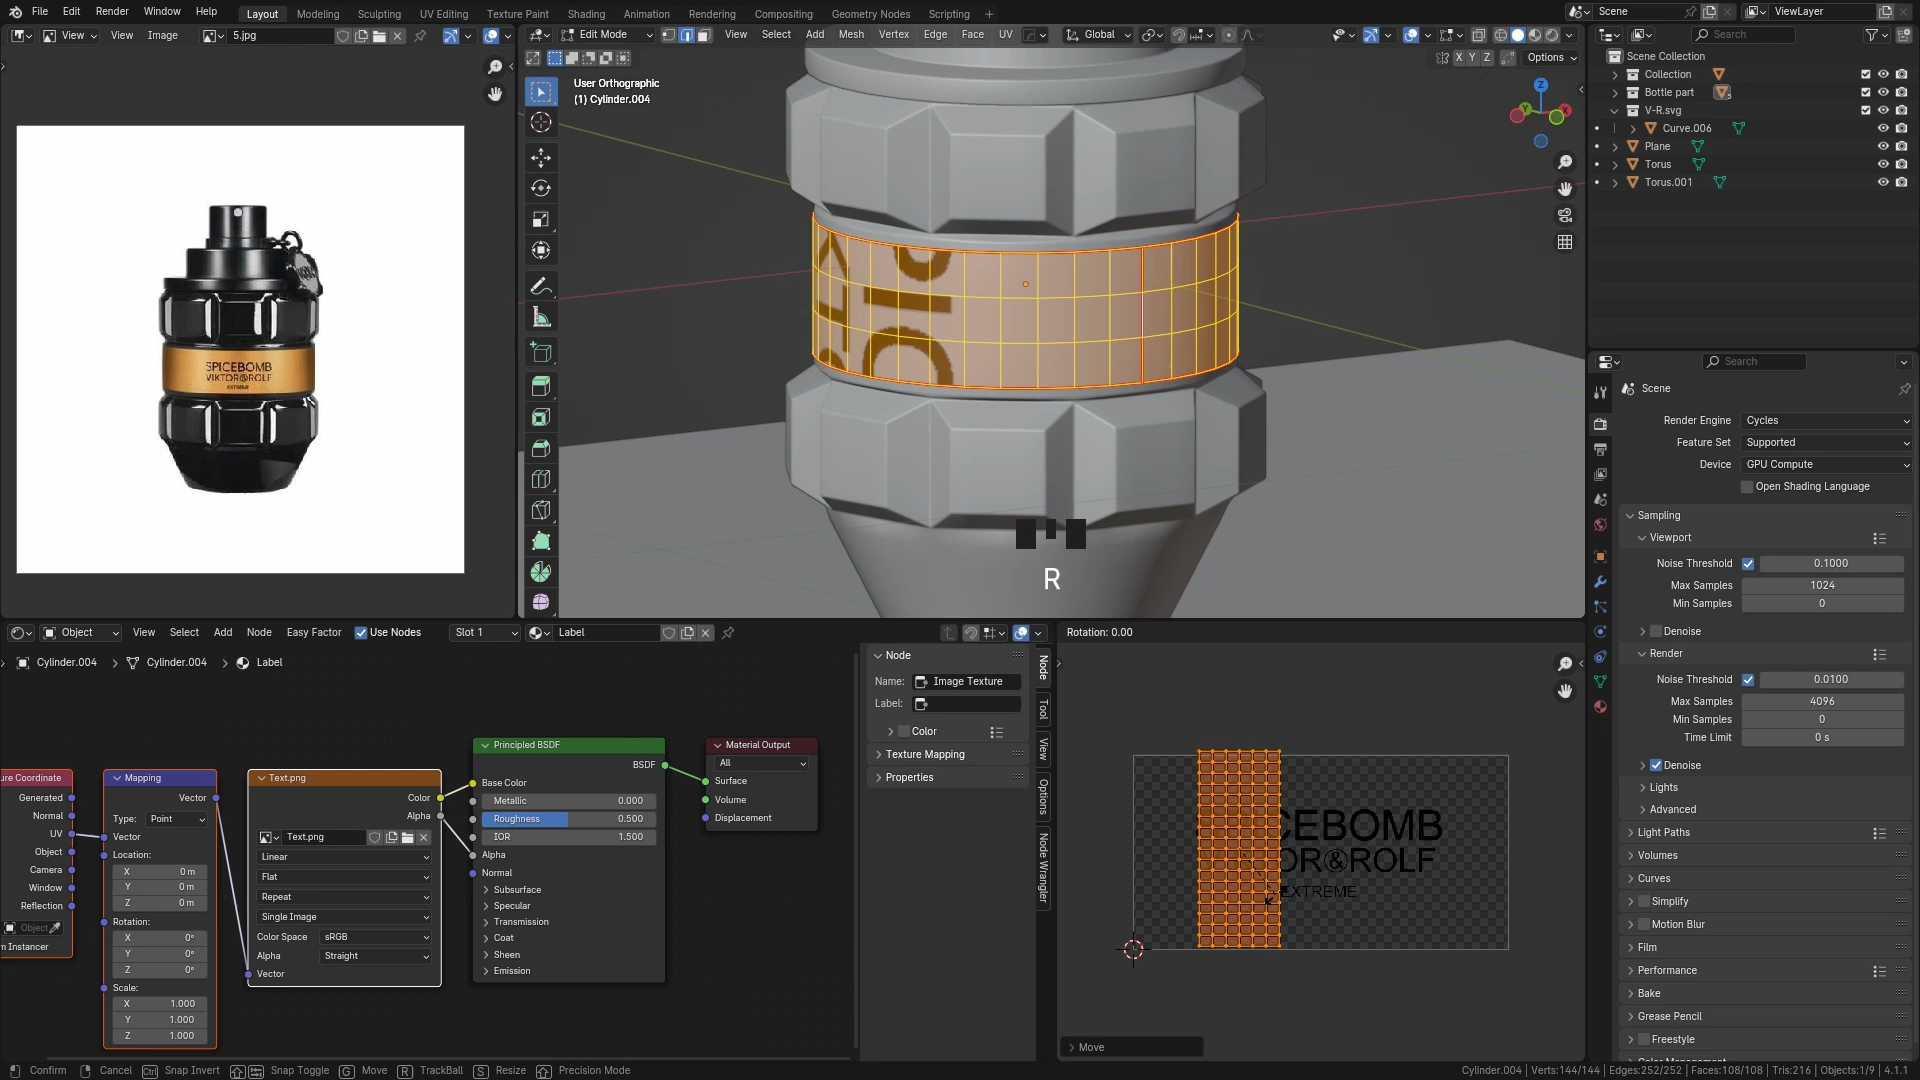 File Edit Render Window Help
Layout Modeling Sculpting UV Editing Texture Paint Shading Animation Rendering Compositing Geometry Nodes Scripting +
Scene
ViewLayer
View View Image 5.jpg
Edit Mode View Select Add Mesh Vertex Edge Face UV Global
X Y Z Options
User Orthographic
(1) Cylinder.004
Search
Scene Collection
Collection
Bottle part
V-R.svg
Curve.006
Plane
Torus
Torus.001
SPICEBOMB
VIKTOR&ROLF
EXTREME
R
Search
Scene
Render Engine Cycles
Feature Set Supported
Device GPU Compute
Open Shading Language
Sampling
Viewport
Noise Threshold 0.1000
Max Samples 1024
Min Samples 0
Denoise
Render
Noise Threshold 0.0100
Max Samples 4096
Min Samples 0
Time Limit 0 s
Denoise
Lights
Advanced
Light Paths
Volumes
Curves
Simplify
Motion Blur
Film
Performance
Bake
Grease Pencil
Freestyle
Object View Select Add Node Easy Factor Use Nodes Slot 1 Label
Cylinder.004 > Cylinder.004 > Label
ure Coordinate
Generated
Normal
UV
Object
Camera
Window
Reflection
Object
m Instancer
Mapping
Vector
Type: Point
Vector
Location:
X 0 m
Y 0 m
Z 0 m
Rotation:
X 0°
Y 0°
Z 0°
Scale:
X 1.000
Y 1.000
Z 1.000
Text.png
Color
Alpha
Text.png
Linear
Flat
Repeat
Single Image
Color Space sRGB
Alpha Straight
Vector
Principled BSDF
BSDF
Base Color
Metallic 0.000
Roughness 0.500
IOR 1.500
Alpha
Normal
Subsurface
Specular
Transmission
Coat
Sheen
Emission
Material Output
All
Surface
Volume
Displacement
Node
Name: Image Texture
Label:
Color
Texture Mapping
Properties
Node
Tool
View
Options
Node Wrangler
Rotation: 0.00
CEBOMB
OR&ROLF
EXTREME
Move
Confirm Cancel Ctrl Snap Invert Snap Toggle G Move R TrackBall S Resize Precision Mode
Cylinder.004 | Verts:144/144 | Edges:252/252 | Faces:108/108 | Tris:216 | Objects:1/9 | 4.1.1